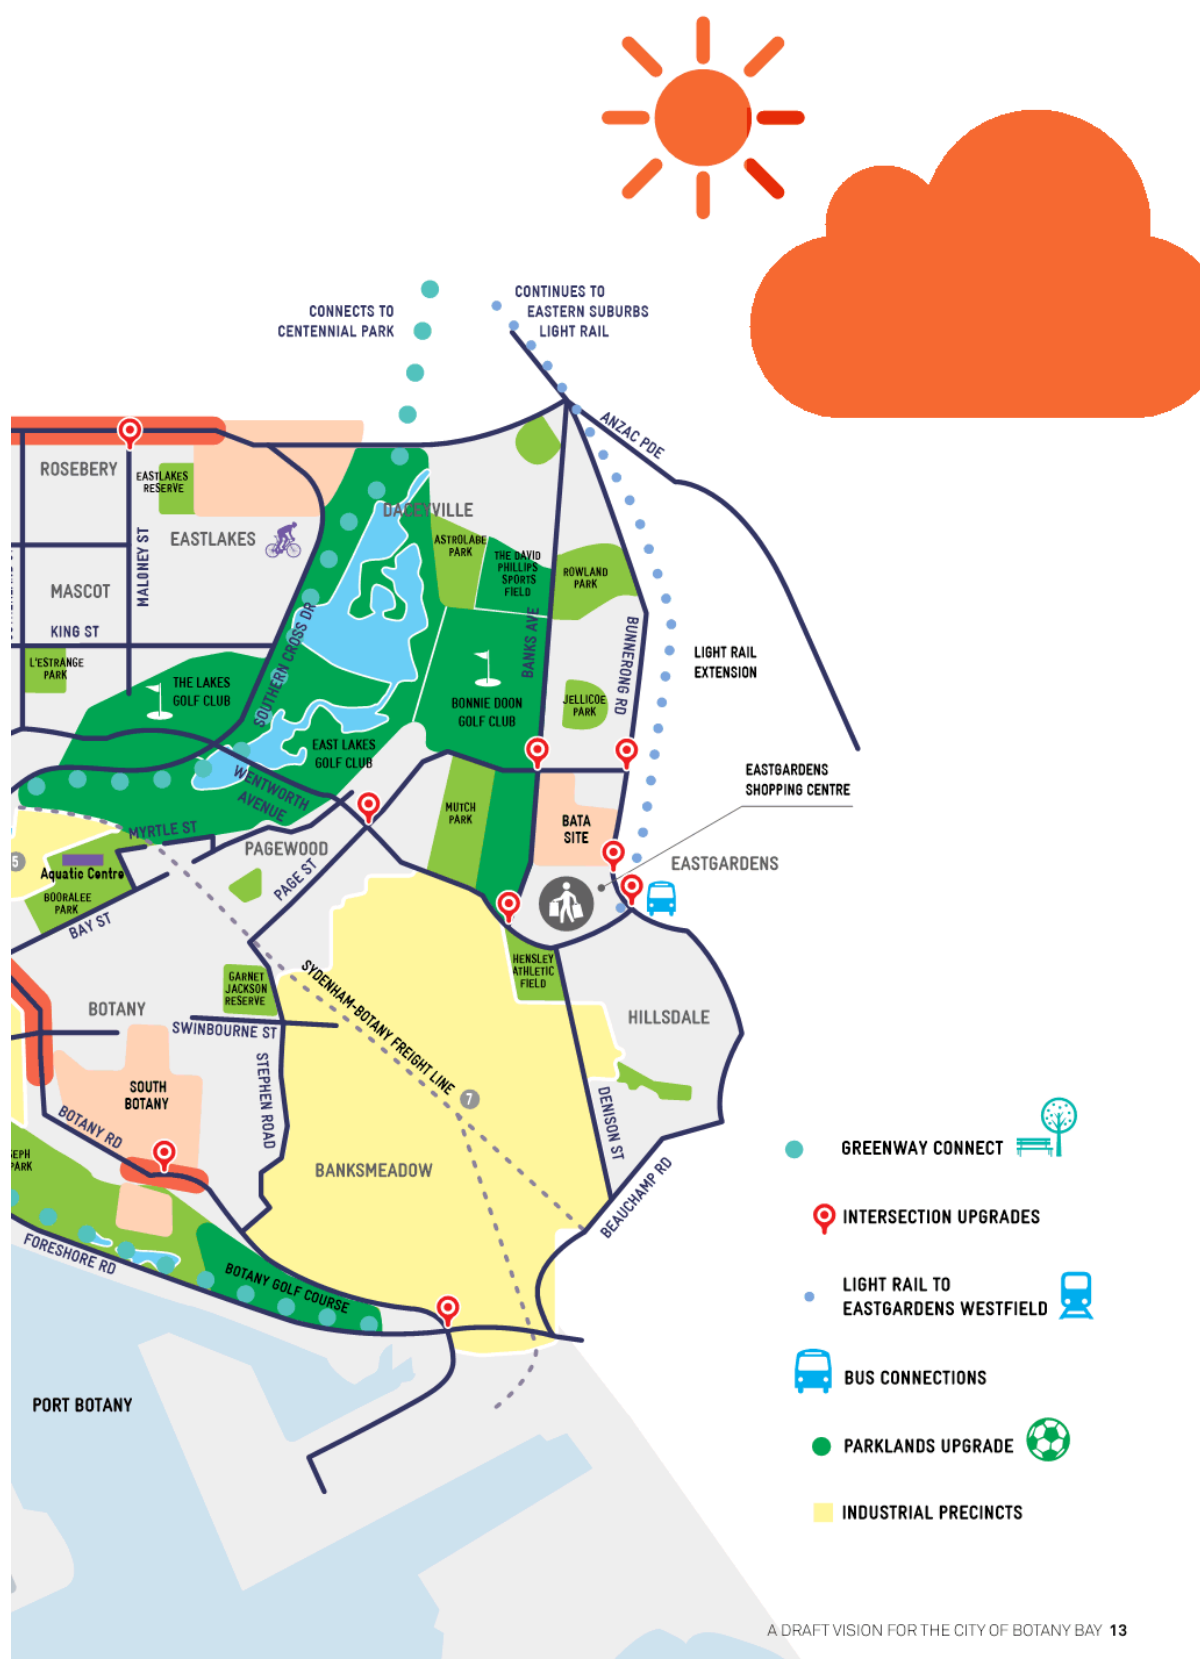 CONNECTS TO
CENTENNIAL PARK
CONTINUES TO
EASTERN SUBURBS
LIGHT RAIL
ANZAC PDE
ROSEBERY
EASTLAKES
RESERVE
DACEYVILLE
EASTLAKES
MALONEY ST
ASTROLABE
PARK
THE DAVID
PHILLIPS
SPORTS
FIELD
ROWLAND
PARK
MASCOT
KING ST
SOUTHERN CROSS DR
BANKS AVE
BUNNERONG RD
LIGHT RAIL
EXTENSION
L'ESTRANGE
PARK
THE LAKES
GOLF CLUB
BONNIE DOON
GOLF CLUB
JELLICOE
PARK
EAST LAKES
GOLF CLUB
WENTWORTH
AVENUE
EASTGARDENS
SHOPPING CENTRE
MUTCH
PARK
BATA
SITE
MYRTLE ST
PAGEWOOD
EASTGARDENS
5
Aquatic Centre
PAGE ST
BOORALEE
PARK
BAY ST
HENSLEY
ATHLETIC
FIELD
GARNET
JACKSON
RESERVE
SYDENHAM-BOTANY FREIGHT LINE
7
BOTANY
SWINBOURNE ST
HILLSDALE
STEPHEN ROAD
SOUTH
BOTANY
BOTANY RD
DENISON ST
BANKSMEADOW
BEAUCHAMP RD
EPH
PARK
FORESHORE RD
BOTANY GOLF COURSE
PORT BOTANY
GREENWAY CONNECT
INTERSECTION UPGRADES
LIGHT RAIL TO
EASTGARDENS WESTFIELD
BUS CONNECTIONS
PARKLANDS UPGRADE
INDUSTRIAL PRECINCTS
A DRAFT VISION FOR THE CITY OF BOTANY BAY 13